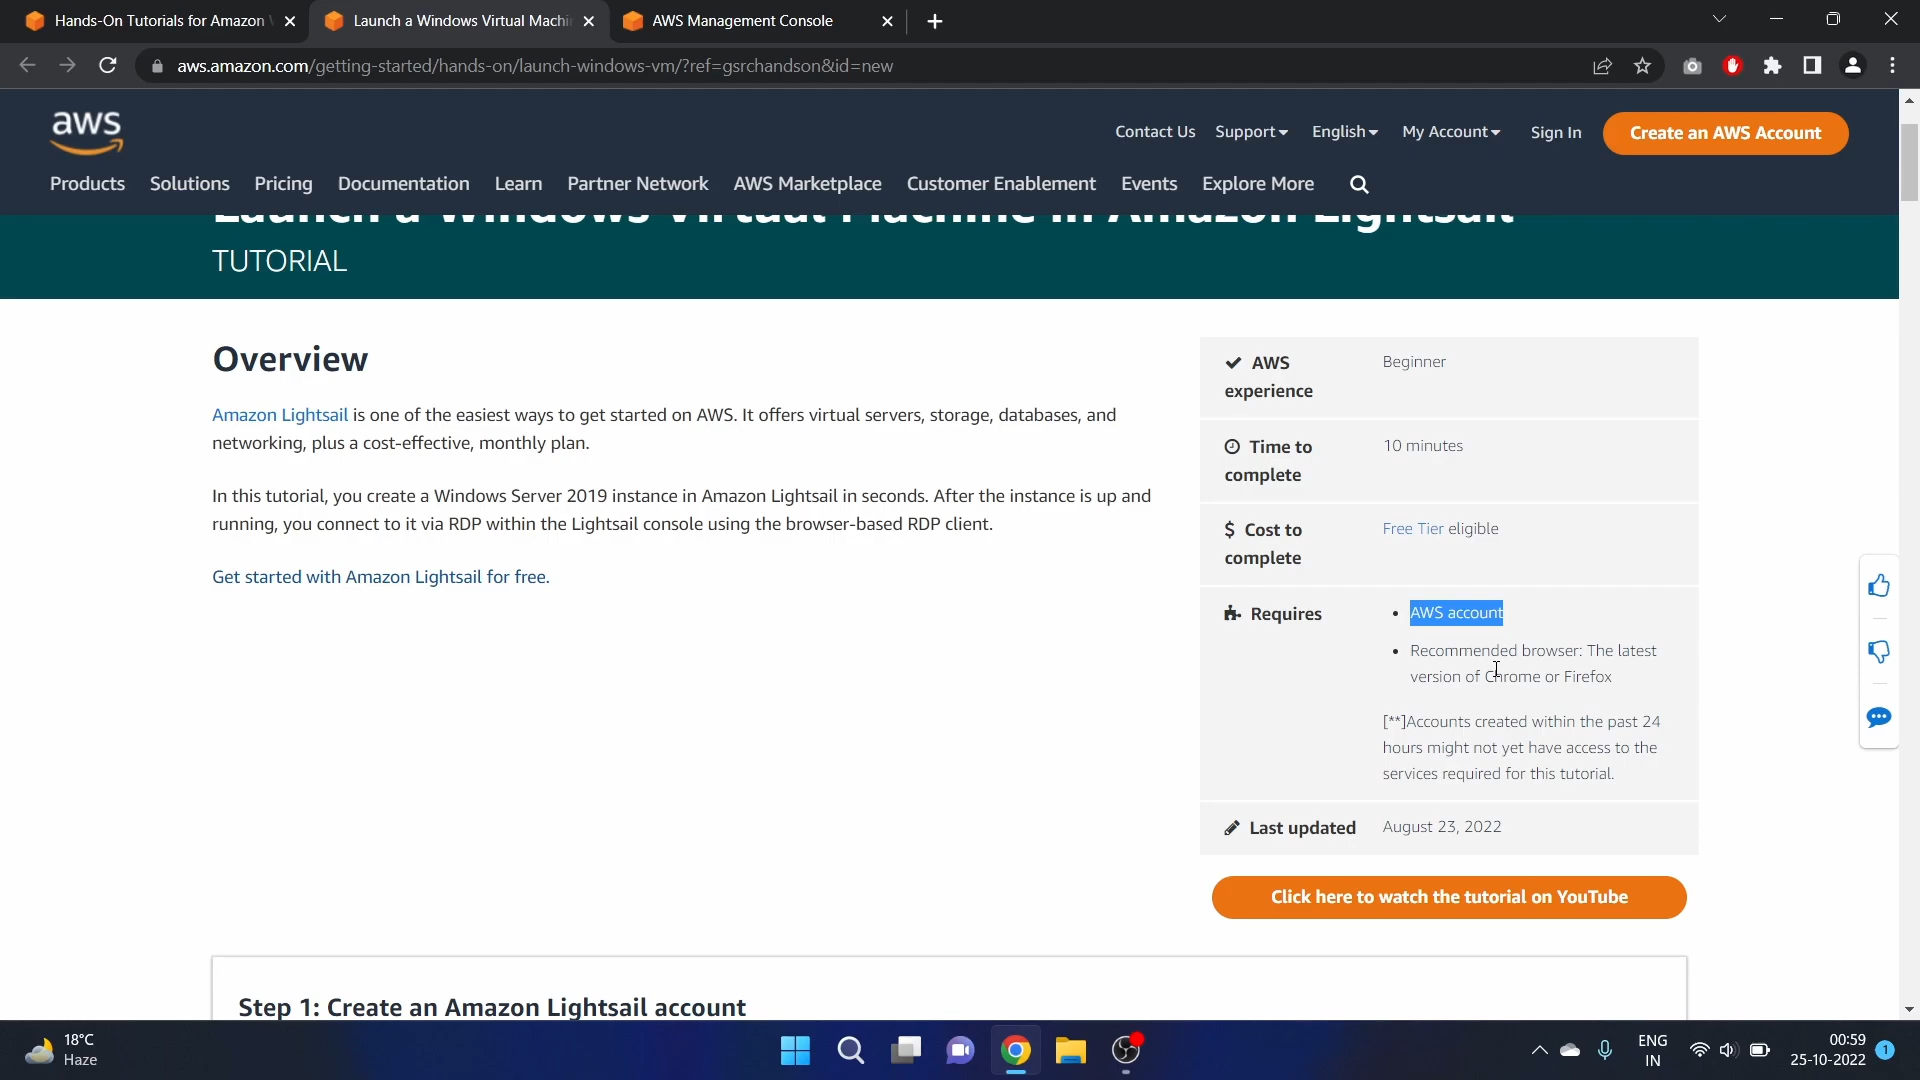 Hands-On Tutorials for Amazon
Launch a Windows Virtual Machi
AWS Management Console
aws.amazon.com/getting-started/hands-on/launch-windows-vm/?ref=gsrchandson&id=new
aws
Contact Us
Support
English
My Account
Sign In
Create an AWS Account
Products
Solutions
Pricing
Documentation
Learn
Partner Network
AWS Marketplace
Customer Enablement
Events
Explore More
Launch a Windows Virtual Machine in Amazon Lightsail
TUTORIAL
Overview
Amazon Lightsail is one of the easiest ways to get started on AWS. It offers virtual servers, storage, databases, and
networking, plus a cost-effective, monthly plan.
In this tutorial, you create a Windows Server 2019 instance in Amazon Lightsail in seconds. After the instance is up and
running, you connect to it via RDP within the Lightsail console using the browser-based RDP client.
Get started with Amazon Lightsail for free.
AWS
experience
Beginner
Time to
complete
10 minutes
$ Cost to
complete
Free Tier eligible
Requires
• AWS account
• Recommended browser: The latest
version of Chrome or Firefox
[**]Accounts created within the past 24
hours might not yet have access to the
services required for this tutorial.
Last updated
August 23, 2022
Click here to watch the tutorial on YouTube
Step 1: Create an Amazon Lightsail account
18°C
Haze
ENG
IN
00:59
25-10-2022
1